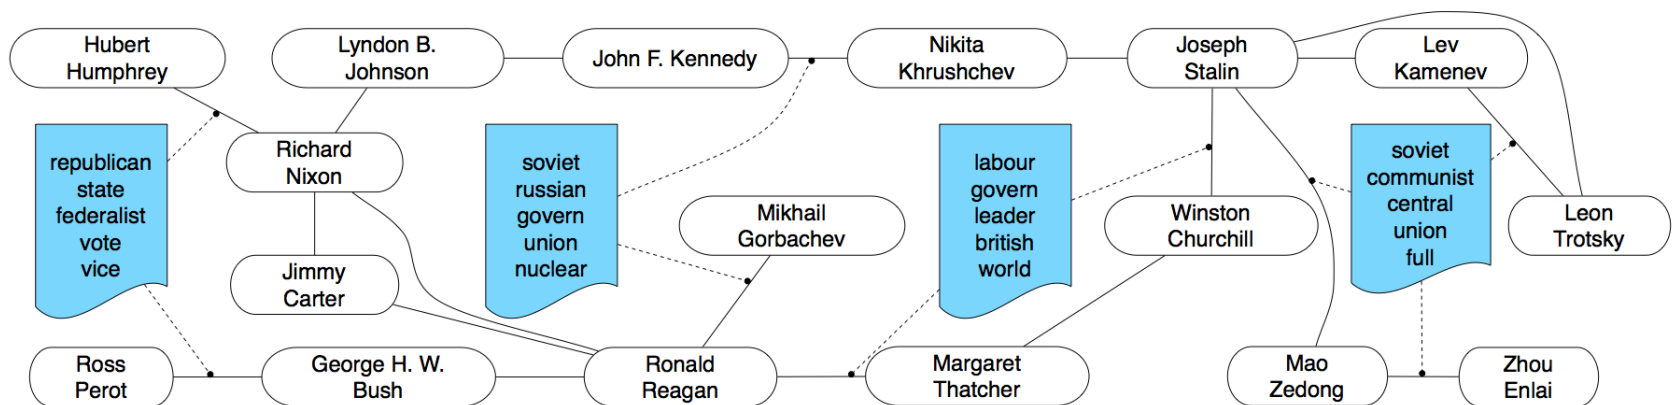 Hubert
Humphrey
Lyndon B.
Johnson
John F. Kennedy
Nikita
Khrushchev
Joseph
Stalin
Lev
Kamenev
republican
state
federalist
vote
vice
Richard
Nixon
soviet
russian
govern
union
nuclear
Mikhail
Gorbachev
labour
govern
leader
british
world
Winston
Churchill
soviet
communist
central
union
full
Leon
Trotsky
Jimmy
Carter
Ross
Perot
George H. W.
Bush
Ronald
Reagan
Margaret
Thatcher
Mao
Zedong
Zhou
Enlai